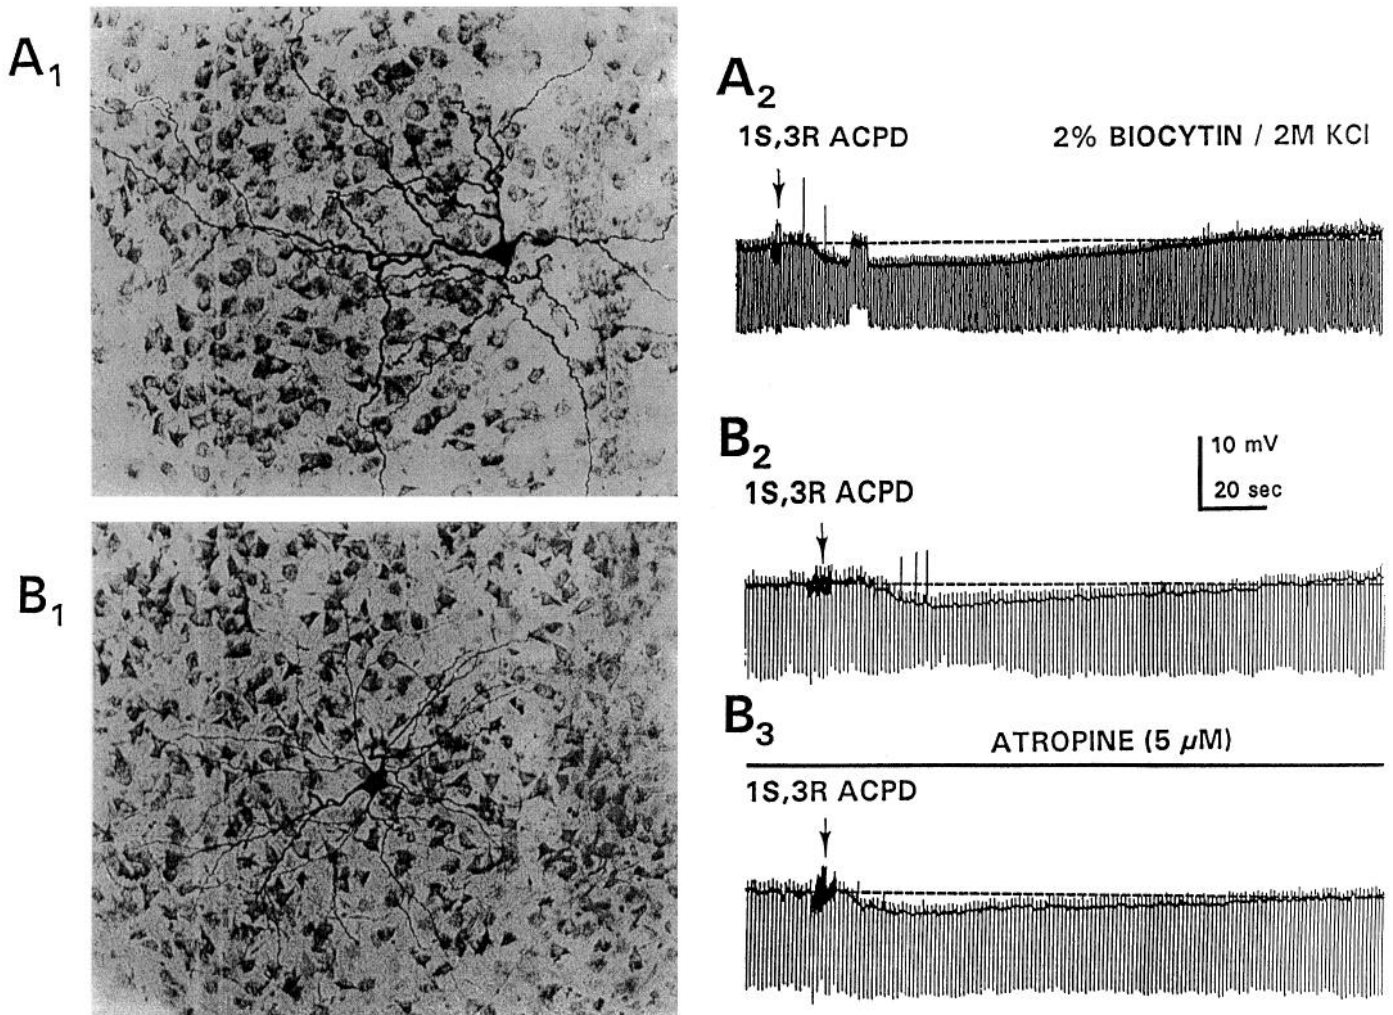 A1
A2
1S,3R ACPD
2% BIOCYTIN / 2M KCl
B2
10 mV
20 sec
1S,3R ACPD
B1
B3
ATROPINE (5 µM)
1S,3R ACPD